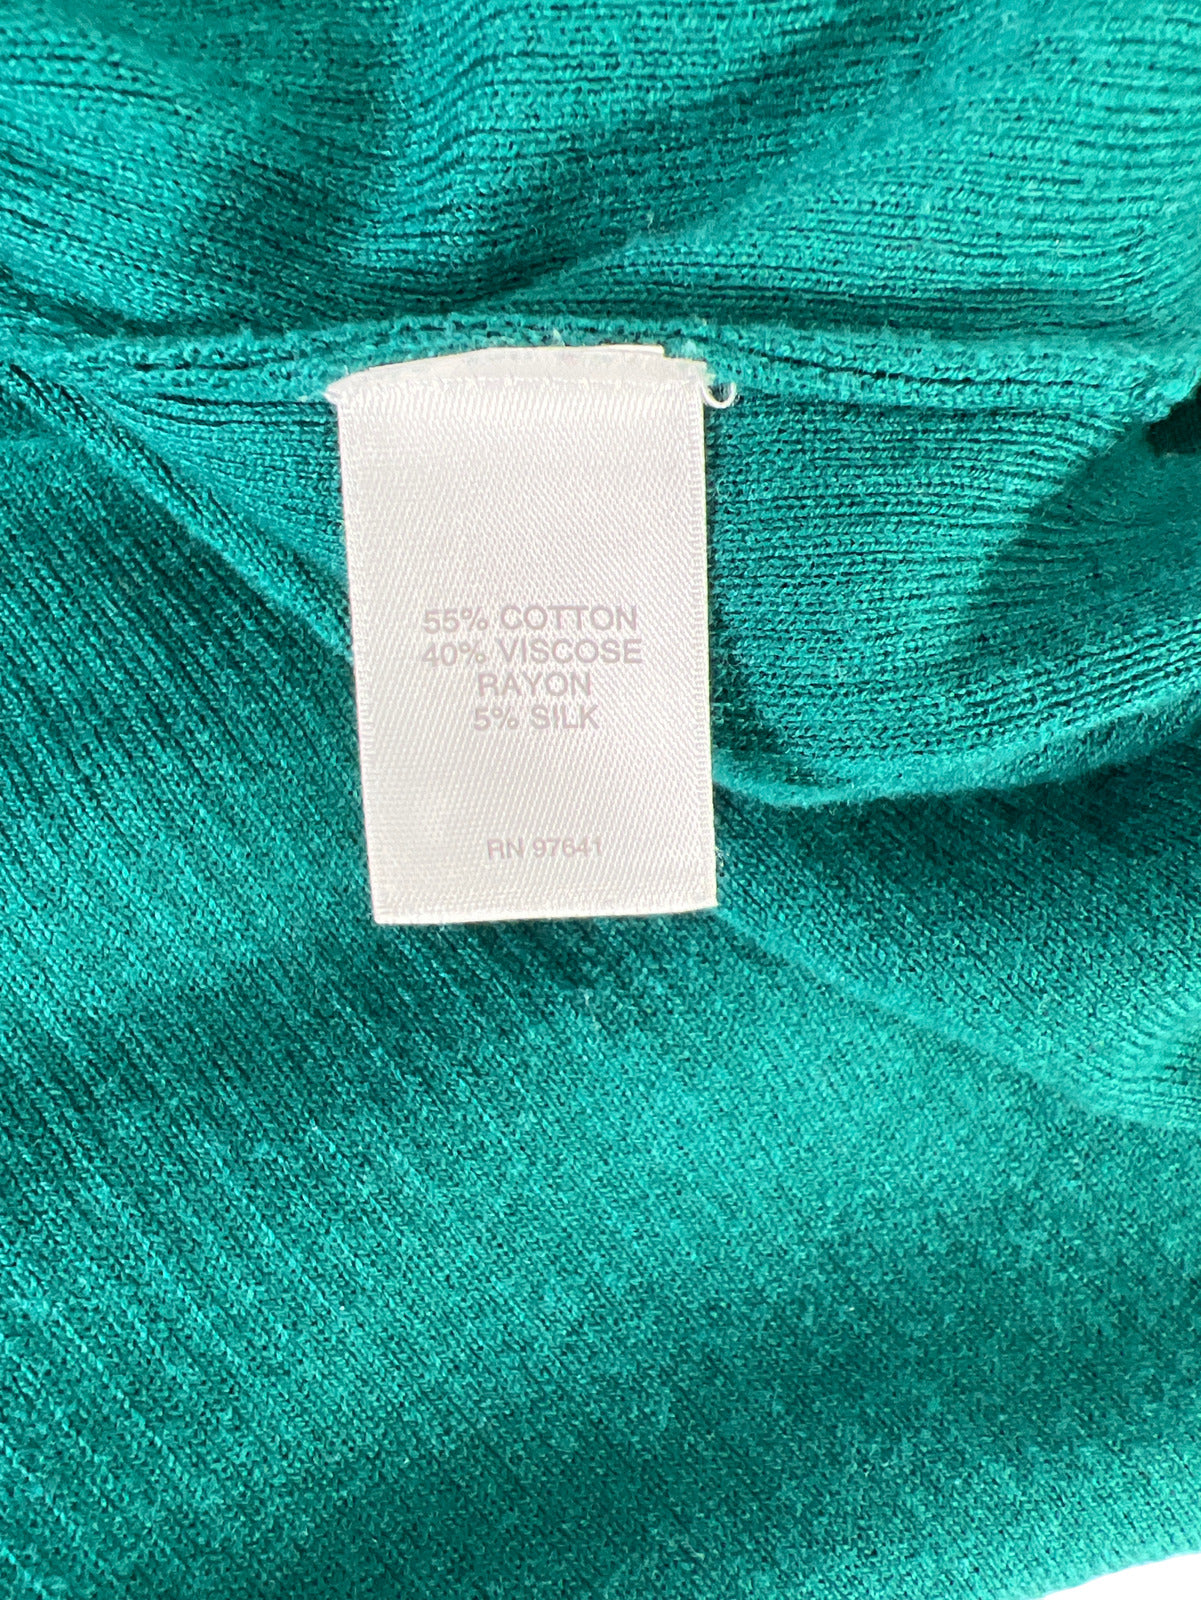 55% COTTON
40% VISCOSE
RAYON
5% SILK
RN 97641